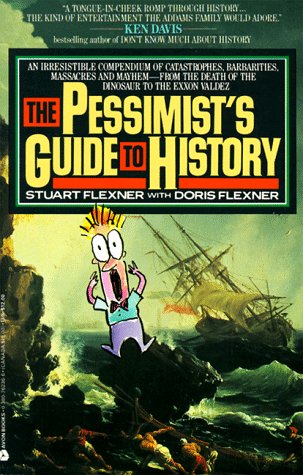 "A TONGUE-IN-CHEEK ROMP THROUGH HISTORY...
THE KIND OF ENTERTAINMENT THE ADDAMS FAMILY WOULD ADORE."
KEN DAVIS
bestselling author of DON'T KNOW MUCH ABOUT HISTORY
AN IRRESISTIBLE COMPENDIUM OF CATASTROPHES, BARBARITIES,
MASSACRES AND MAYHEM—FROM THE DEATH OF THE
DINOSAUR TO THE EXXON VALDEZ
THE PESSIMIST'S
GUIDE TO HISTORY
STUART FLEXNER WITH DORIS FLEXNER
AVON BOOKS